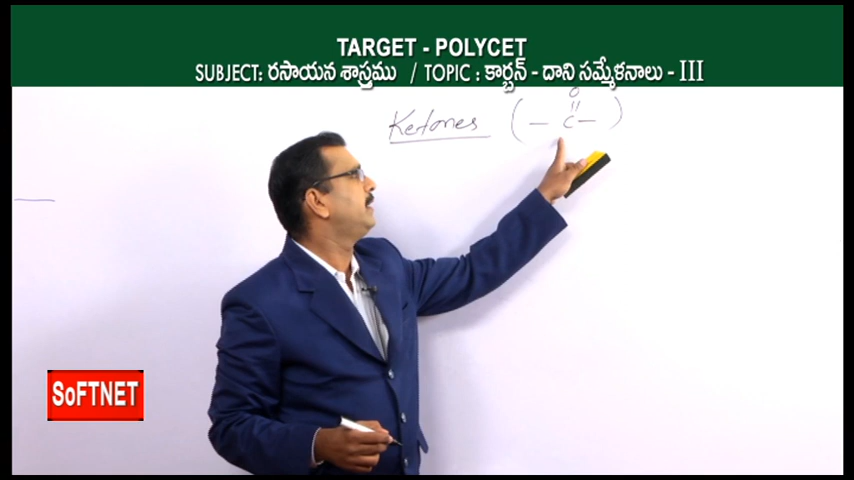 TARGET - POLYCET
SUBJECT: రసాయన శాస్త్రము / TOPIC : కార్బన్ - దాని సమ్మేళనాలు - III
O
||
Ketones ( - C - )
SoFTNET